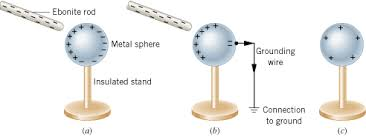 Ebonite rod
Metal sphere
Insulated stand
Grounding
wire
Connection
to ground
(a)
(b)
(c)